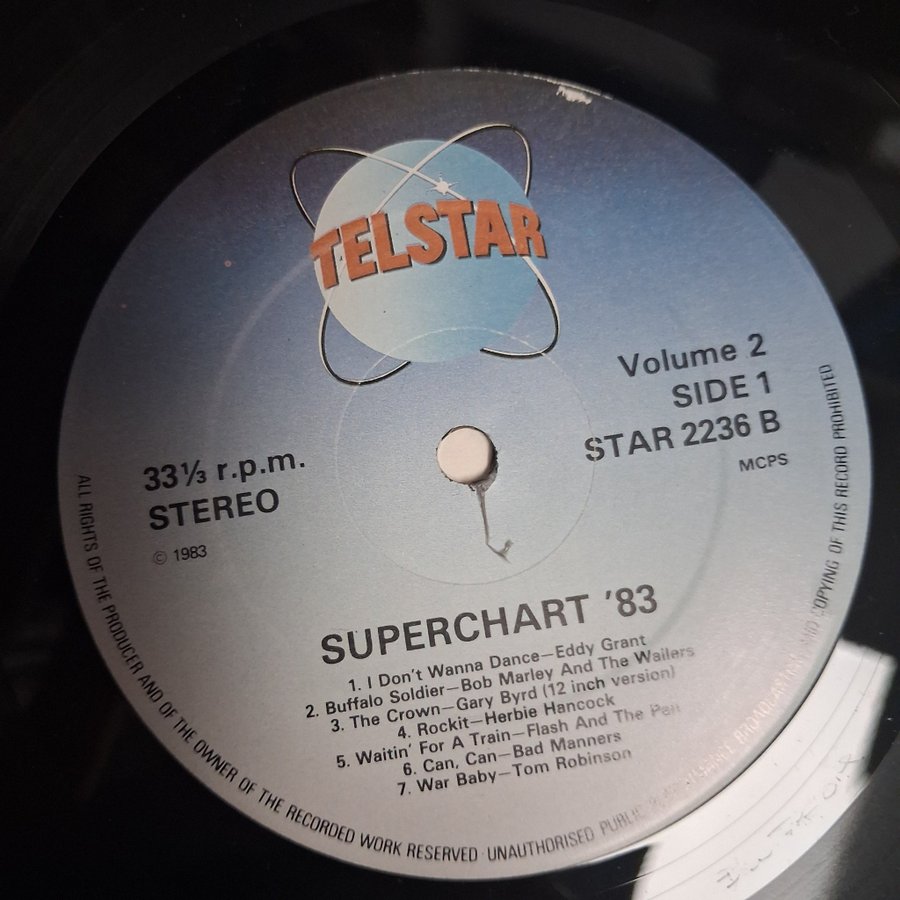 TELSTAR
Volume 2
SIDE 1
STAR 2236 B
MCPS
33⅓ r.p.m.
STEREO
© 1983
SUPERCHART '83
1. I Don't Wanna Dance—Eddy Grant
2. Buffalo Soldier—Bob Marley And The Wailers
3. The Crown—Gary Byrd (12 inch version)
4. Rockit—Herbie Hancock
5. Waitin' For A Train—Flash And The Pan
6. Can, Can—Bad Manners
7. War Baby—Tom Robinson
ALL RIGHTS OF THE PRODUCER AND OF THE OWNER OF THE RECORDED WORK RESERVED · UNAUTHORISED PUBLIC COPYING OF THIS RECORD PROHIBITED